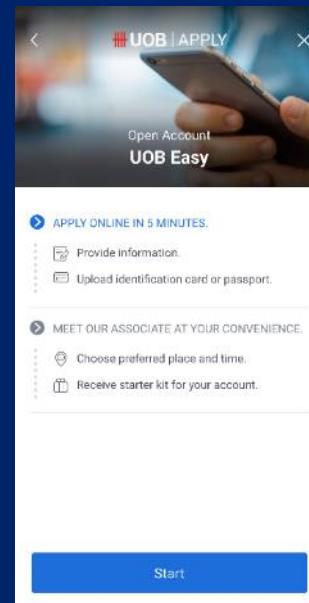 UOB | APPLY
Open Account
UOB Easy
APPLY ONLINE IN 5 MINUTES.
Provide information.
Upload identification card or passport.
MEET OUR ASSOCIATE AT YOUR CONVENIENCE.
Choose preferred place and time.
Receive starter kit for your account.
Start